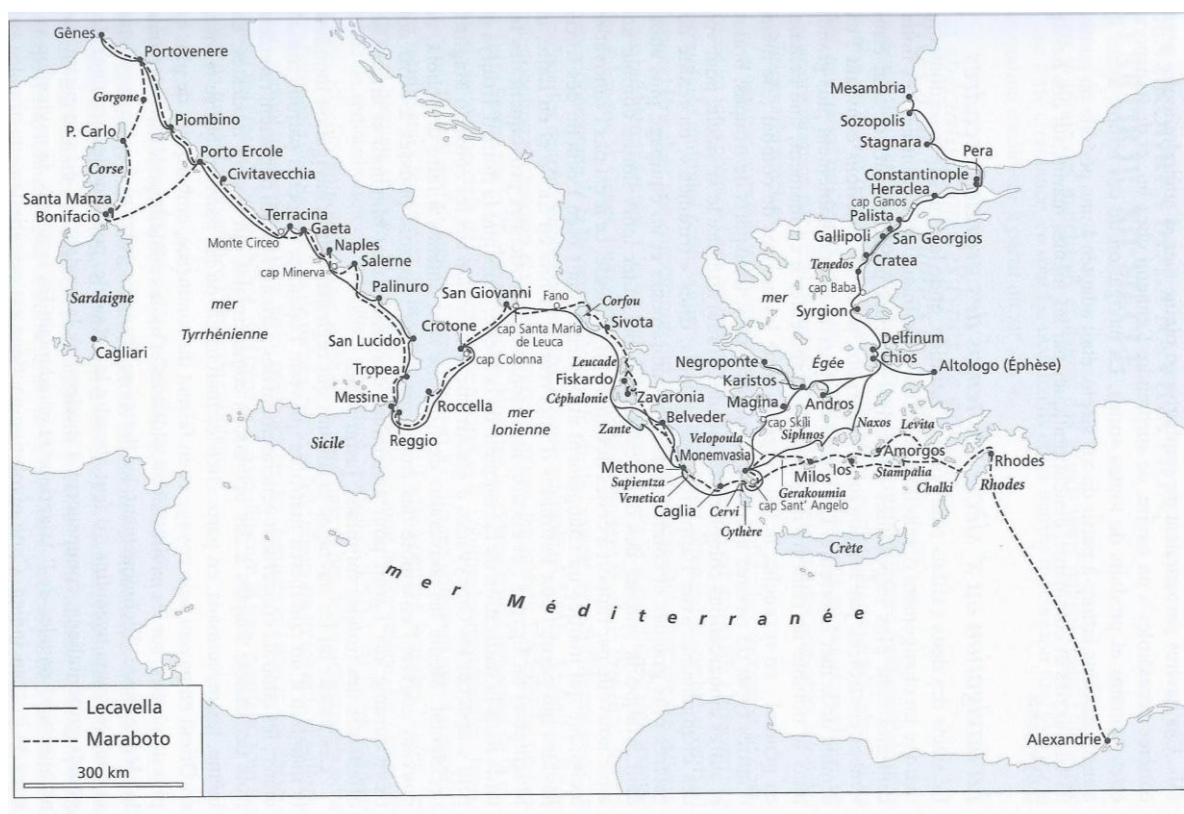 Gênes
Portovenere
Gorgone
P. Carlo
Piombino
Corse
Porto Ercole
Civitavecchia
Santa Manza
Bonifacio
Terracina
Gaeta
Monte Circeo
Naples
Salerne
cap Minerva
Sardaigne
mer
Tyrrhénienne
Palinuro
Cagliari
San Lucido
Crotone
San Giovanni
Fano
Corfou
cap Santa Maria
de Leuca
Sivota
cap Colonna
Tropea
Messine
Roccella
Reggio
Sicile
mer
Ionienne
Leucade
Fiskardo
Céphalonie
Zavaronia
Belveder
Zante
Methone
Sapientza
Venetica
Caglia
Cervi
Cythère
cap Sant' Angelo
Velopoula
Monemvasia
Negroponte
Karistos
Magina
cap Skili
Siphnos
Andros
mer
Égée
Mesambria
Sozopolis
Stagnara
Pera
Constantinople
Heraclea
cap Ganos
Palista
Gallipoli
San Georgios
Cratea
Tenedos
cap Baba
Syrgion
Delfinum
Chios
Altologo (Éphèse)
Naxos
Levita
Amorgos
Milos
Ios
Stampalia
Gerakoumia
Chalki
Rhodes
Rhodes
Crète
mer Méditerranée
Alexandrie
Lecavella
Maraboto
300 km